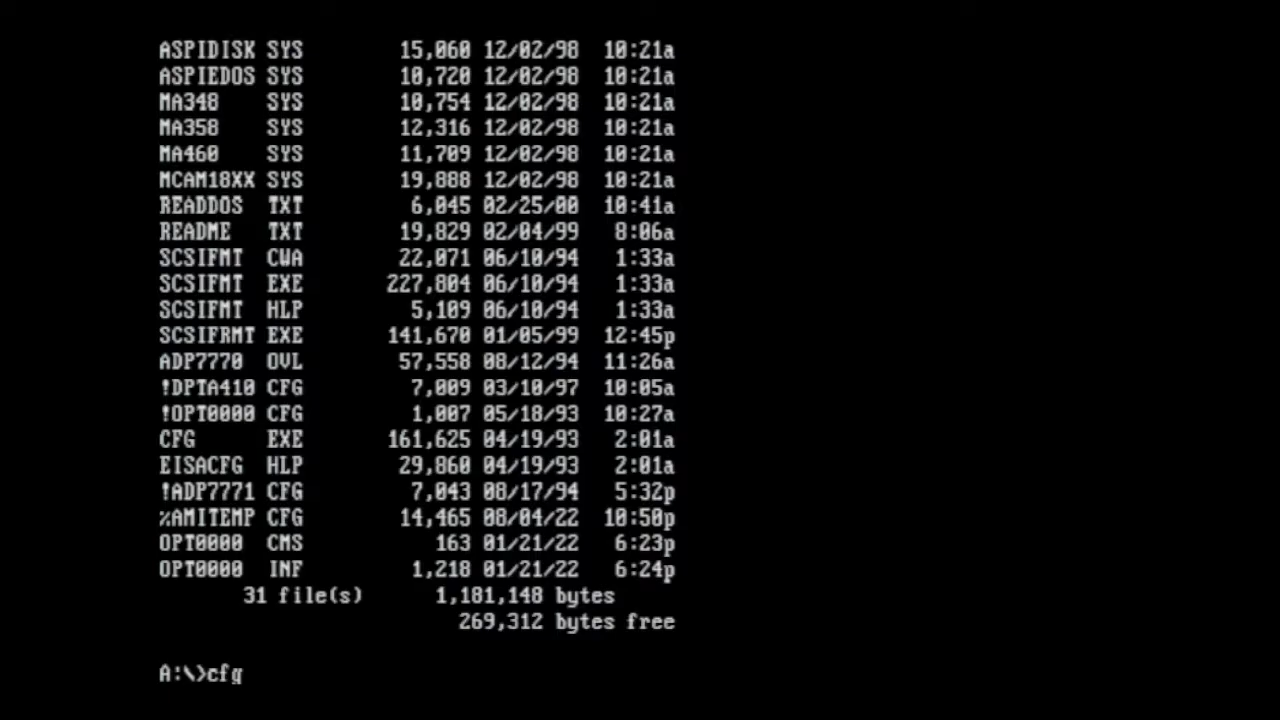 ASPIDISK SYS 15,060 12/02/98 10:21a
ASPIEDOS SYS 10,720 12/02/98 10:21a
MA348 SYS 10,754 12/02/98 10:21a
MA358 SYS 12,316 12/02/98 10:21a
MA460 SYS 11,709 12/02/98 10:21a
MCAM18XX SYS 19,888 12/02/98 10:21a
READDOS TXT 6,045 02/25/00 10:41a
README TXT 19,829 02/04/99 8:06a
SCSIFMT CWA 22,071 06/10/94 1:33a
SCSIFMT EXE 227,804 06/10/94 1:33a
SCSIFMT HLP 5,109 06/10/94 1:33a
SCSIFRMT EXE 141,670 01/05/99 12:45p
ADP7770 OVL 57,558 08/12/94 11:26a
!DPTA410 CFG 7,009 03/10/97 10:05a
!OPT0000 CFG 1,007 05/18/93 10:27a
CFG EXE 161,625 04/19/93 2:01a
EISACFG HLP 29,860 04/19/93 2:01a
!ADP7771 CFG 7,043 08/17/94 5:32p
%AMITEMP CFG 14,465 08/04/22 10:50p
OPT0000 CMS 163 01/21/22 6:23p
OPT0000 INF 1,218 01/21/22 6:24p
31 file(s) 1,181,148 bytes
269,312 bytes free
A:\>cfg